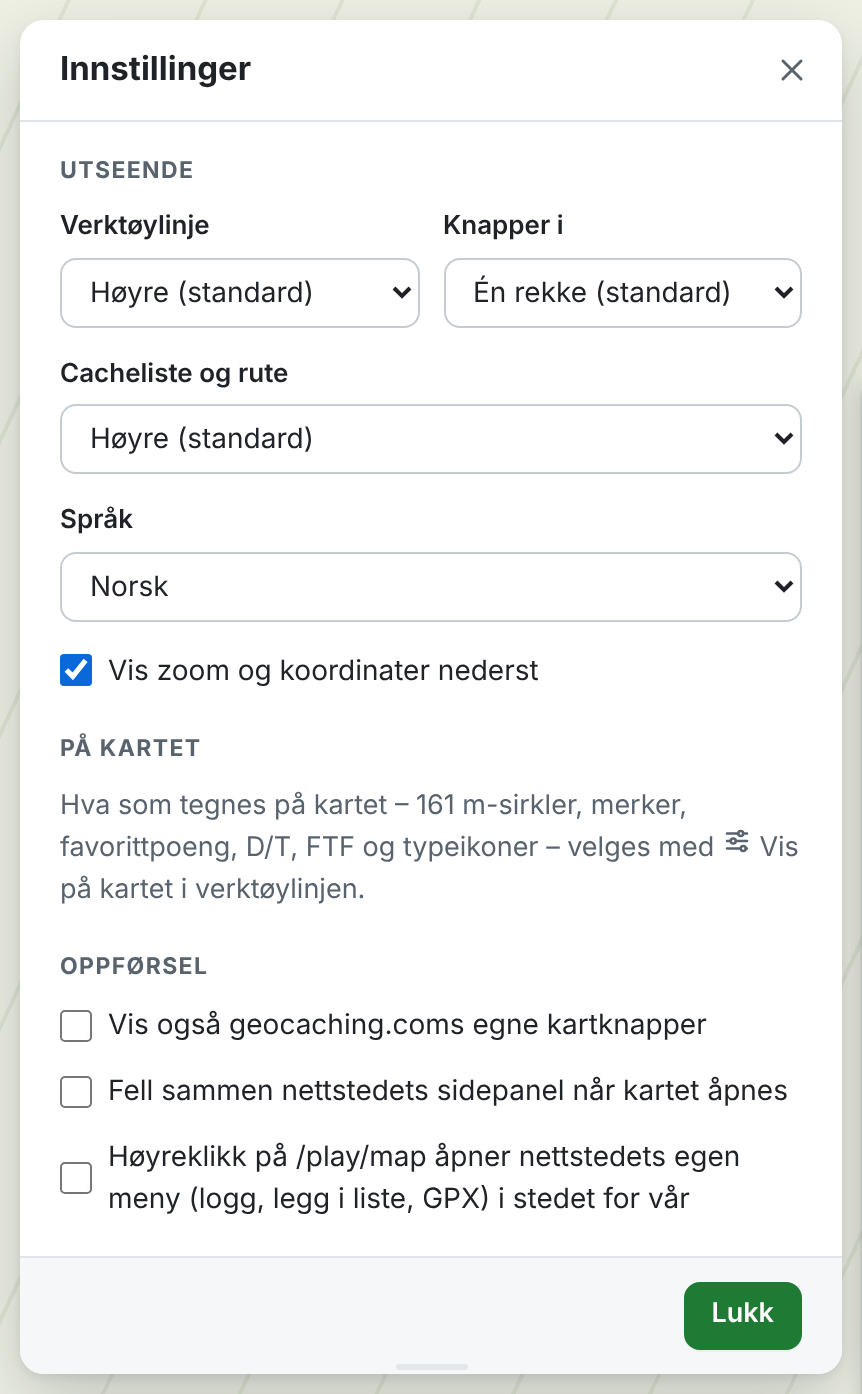 Innstillinger
UTSEENDE
Verktøylinje
Knapper i
Høyre (standard)
Én rekke (standard)
Cacheliste og rute
Høyre (standard)
Språk
Norsk
Vis zoom og koordinater nederst
PÅ KARTET
Hva som tegnes på kartet – 161 m-sirkler, merker,
favorittpoeng, D/T, FTF og typeikoner – velges med Vis
på kartet i verktøylinjen.
OPPFØRSEL
Vis også geocaching.coms egne kartknapper
Fell sammen nettstedets sidepanel når kartet åpnes
Høyreklikk på /play/map åpner nettstedets egen
meny (logg, legg i liste, GPX) i stedet for vår
Lukk